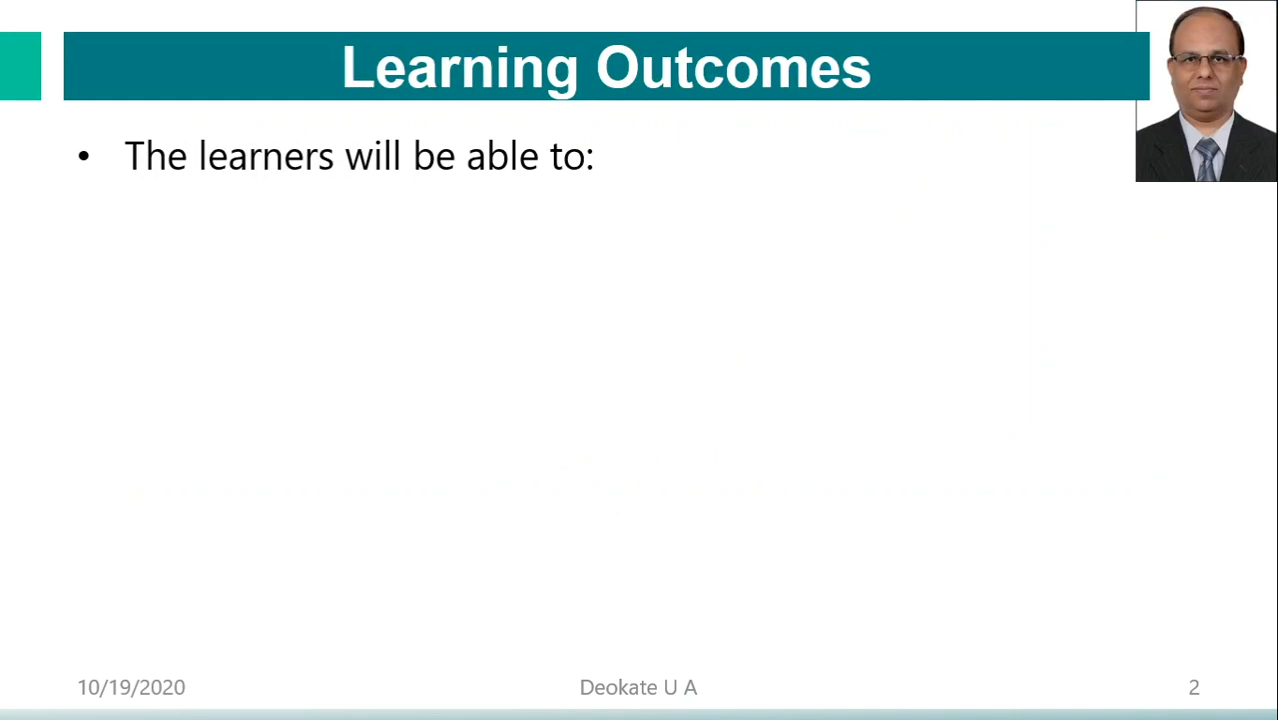 Learning Outcomes
• The learners will be able to:
10/19/2020 Deokate U A 2